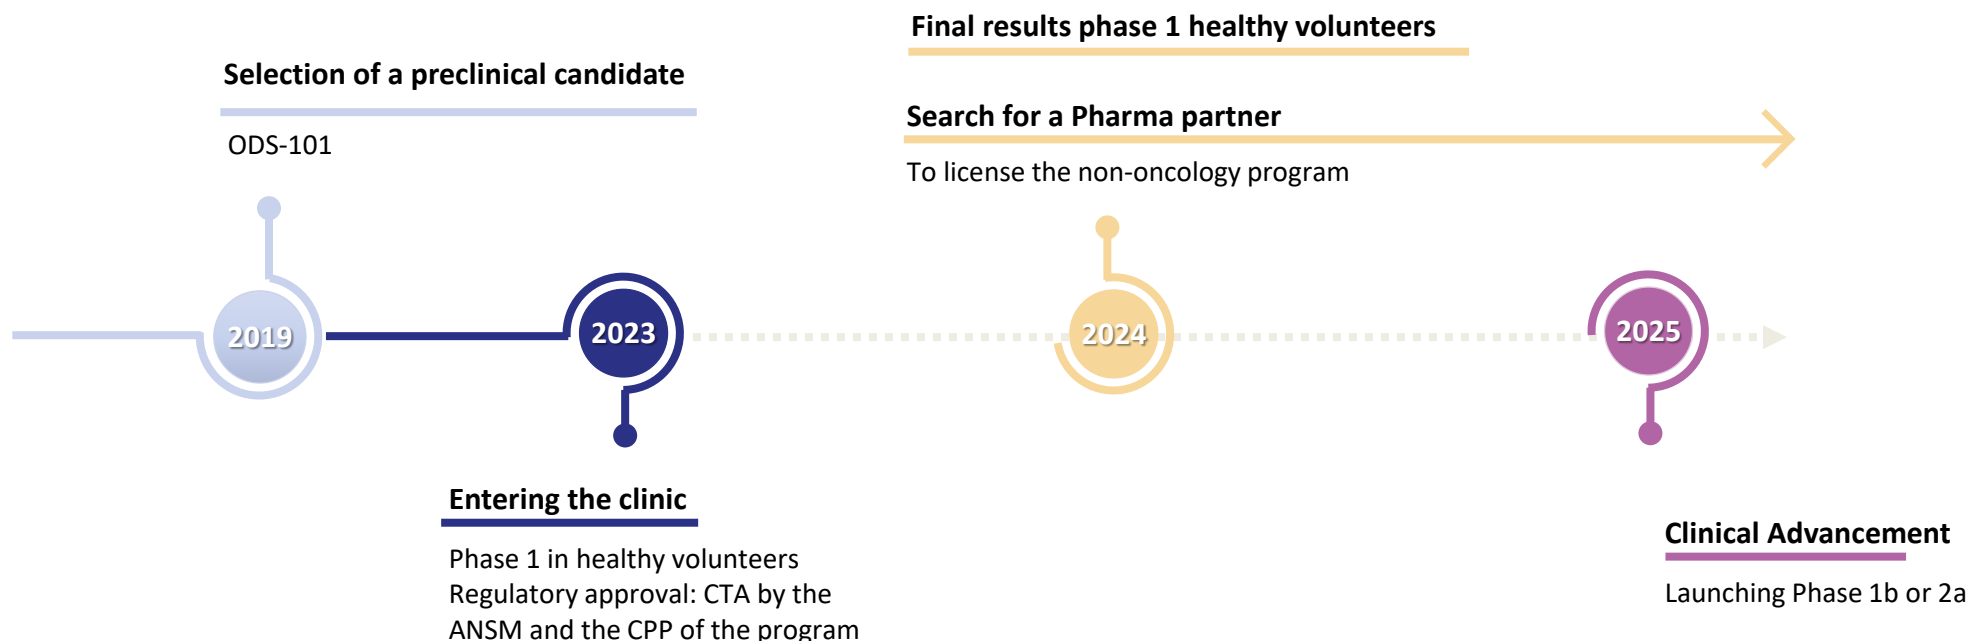 Final results phase 1 healthy volunteers
Selection of a preclinical candidate
ODS-101
Search for a Pharma partner
To license the non-oncology program
2019
2023
2024
2025
Entering the clinic
Phase 1 in healthy volunteers
Regulatory approval: CTA by the
ANSM and the CPP of the program
Clinical Advancement
Launching Phase 1b or 2a